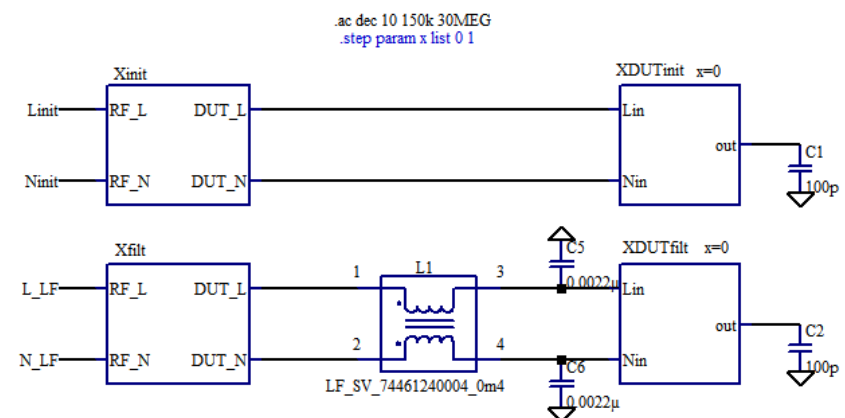 .ac dec 10 150k 30MEG
.step param x list 0 1
Xinit
XDUTinit x=0
Linit RF_L DUT_L Lin
out C1
Ninit RF_N DUT_N Nin
100p
Xfilt L1 C5 XDUTfilt x=0
1 3
0.0022µ
L_LF RF_L DUT_L Lin
out C2
2 4
N_LF RF_N DUT_N C6 Nin
100p
LF_SV_74461240004_0m4
0.0022µ